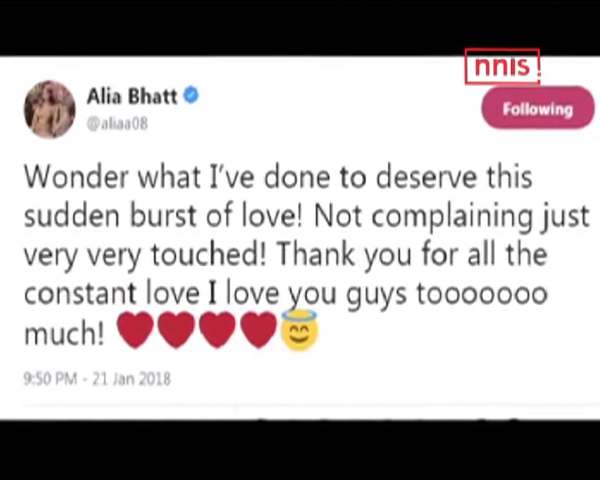 nnis
Alia Bhatt
@aliaa08
Following
Wonder what I've done to deserve this
sudden burst of love! Not complaining just
very very touched! Thank you for all the
constant love I love you guys tooooooo
much! ❤❤❤❤😇
9:50 PM - 21 Jan 2018